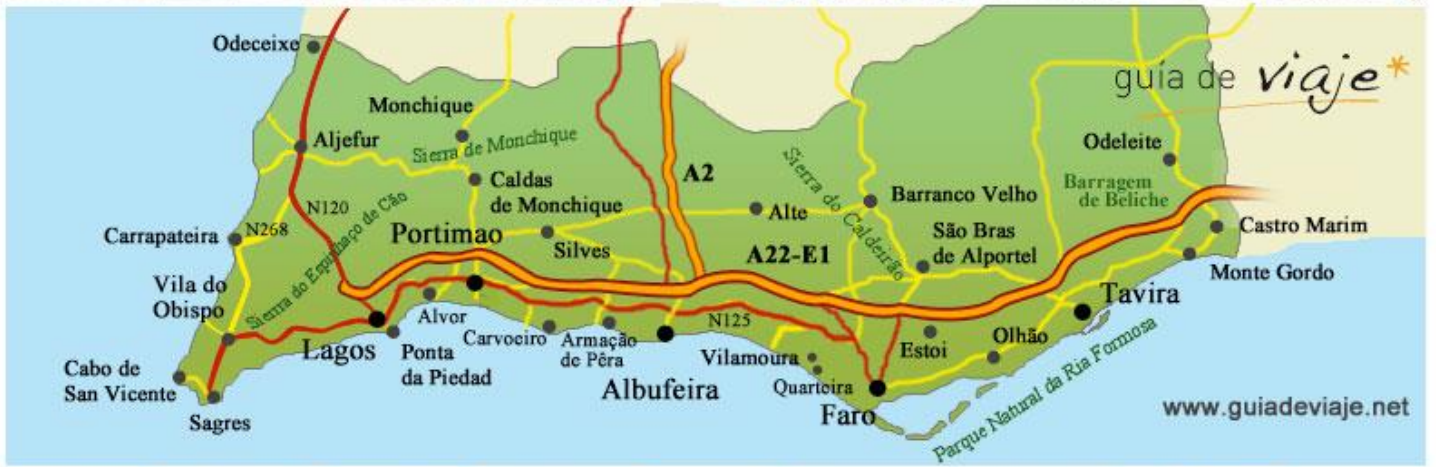 Odeceixe
guía de viaje*
Monchique
Aljefur
Sierra de Monchique
Odeleite
A2
Sierra do Caldeirão
Caldas
de Monchique
Barranco Velho
Barragem
de Beliche
N120
Sierra do Espinhaço de Cão
Alte
Carrapateira
N268
Portimao
Silves
A22-E1
São Bras
de Alportel
Castro Marim
Monte Gordo
Vila do
Obispo
Alvor
Tavira
Lagos
Ponta
da Piedad
Carvoeiro
Armação
de Pêra
N125
Estoi
Olhão
Cabo de
San Vicente
Albufeira
Vilamoura
Quarteira
Parque Natural da Ria Formosa
Sagres
Faro
www.guiadeviaje.net